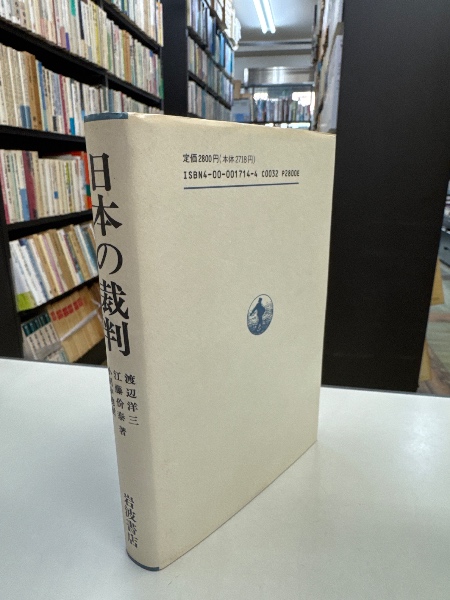 定価2800円(本体2718円)
ISBN4-00-001714-4 C0032 P2800E
日本の裁判
渡辺洋三
江藤价泰
著
岩波書店